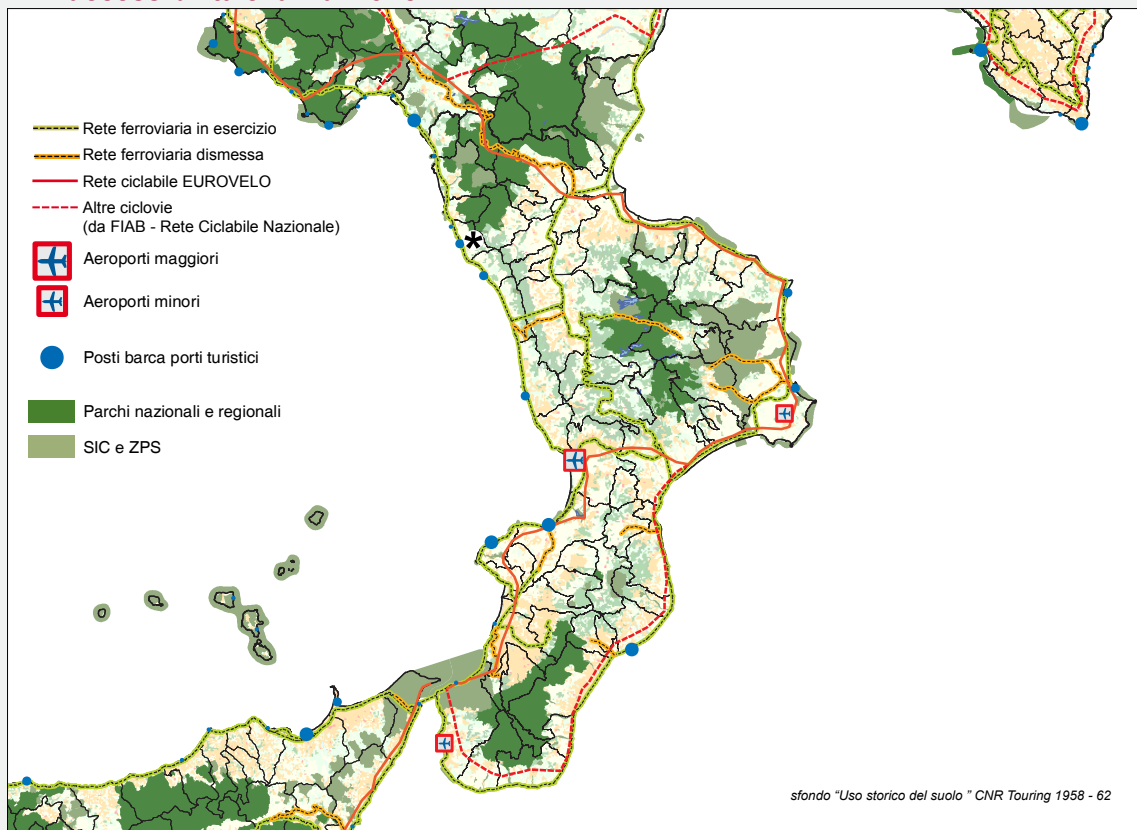 Rete ferroviaria in esercizio
Rete ferroviaria dismessa
Rete ciclabile EUROVELO
Altre ciclovie
(da FIAB - Rete Ciclabile Nazionale)
Aeroporti maggiori
Aeroporti minori
Posti barca porti turistici
Parchi nazionali e regionali
SIC e ZPS
*
sfondo “Uso storico del suolo ” CNR Touring 1958 - 62